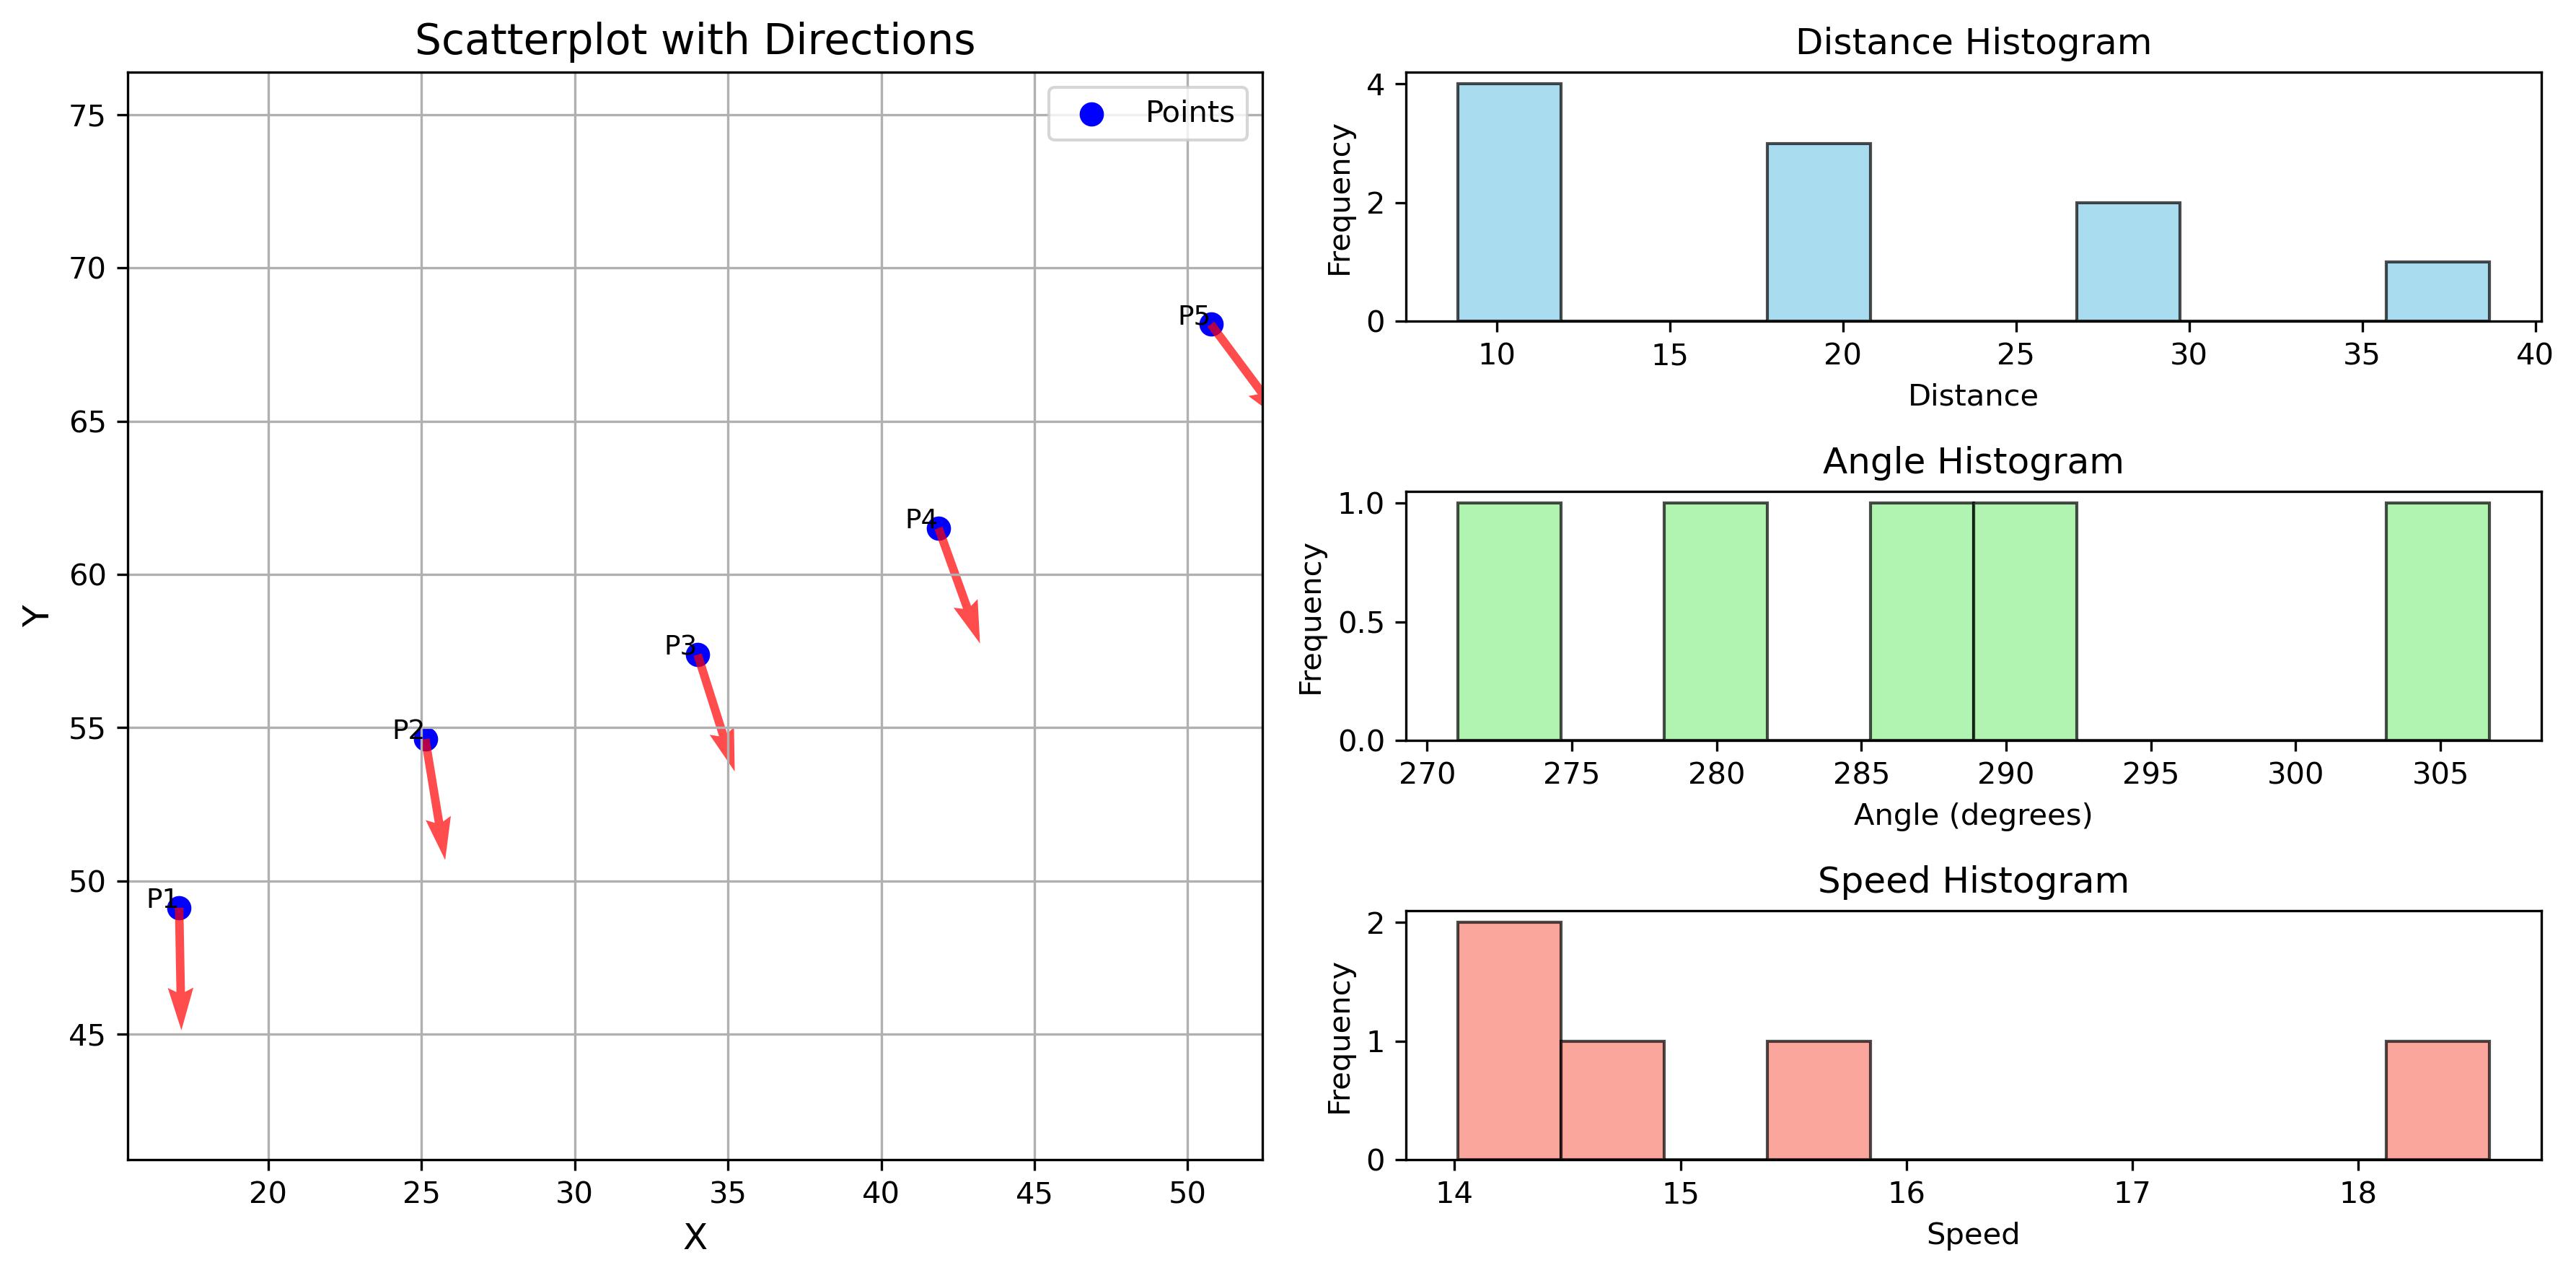 Scatterplot with Directions
Points
75
70
65
60
55
50
45
Y
P1
P2
P3
P4
P5
20 25 30 35 40 45 50
X
Distance Histogram
4
2
0
Frequency
10 15 20 25 30 35 40
Distance
Angle Histogram
1.0
0.5
0.0
Frequency
270 275 280 285 290 295 300 305
Angle (degrees)
Speed Histogram
2
1
0
Frequency
14 15 16 17 18
Speed